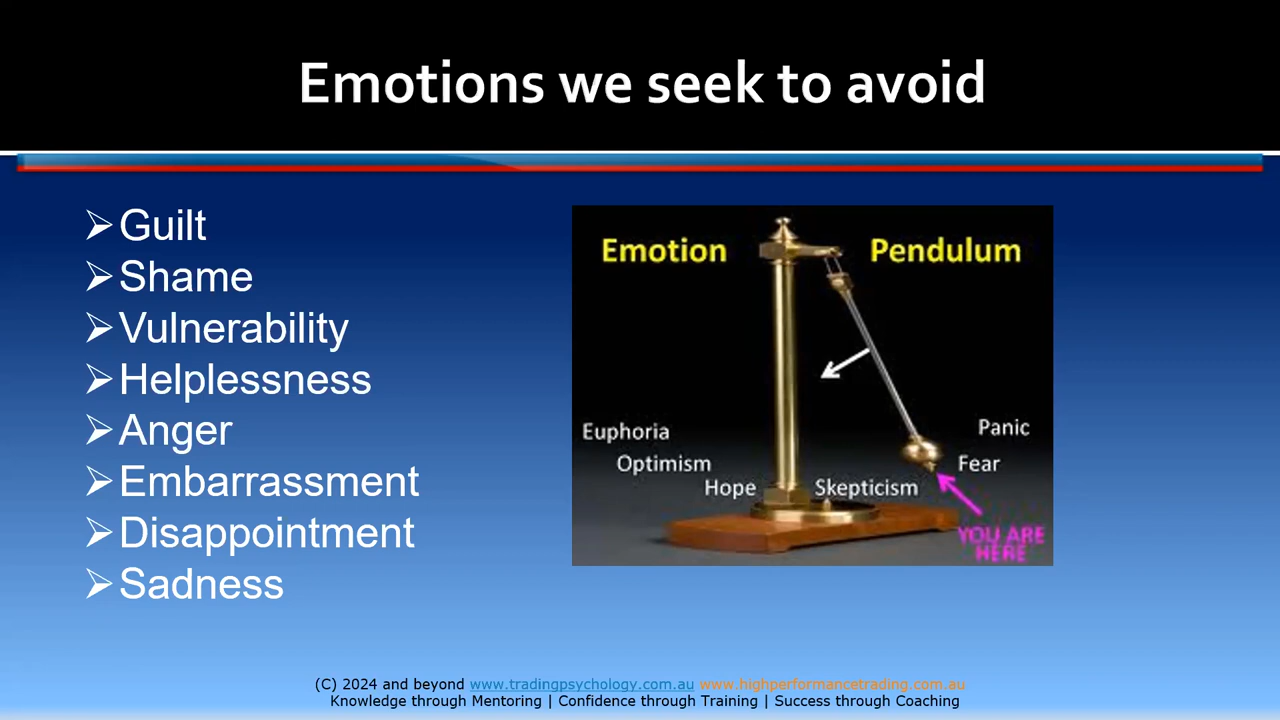 Emotions we seek to avoid
Guilt
Shame
Vulnerability
Helplessness
Anger
Embarrassment
Disappointment
Sadness
Emotion Pendulum
Euphoria
Optimism
Hope
Skepticism
Fear
Panic
YOU ARE
HERE
(C) 2024 and beyond www.tradingpsychology.com.au www.highperformancetrading.com.au
Knowledge through Mentoring | Confidence through Training | Success through Coaching